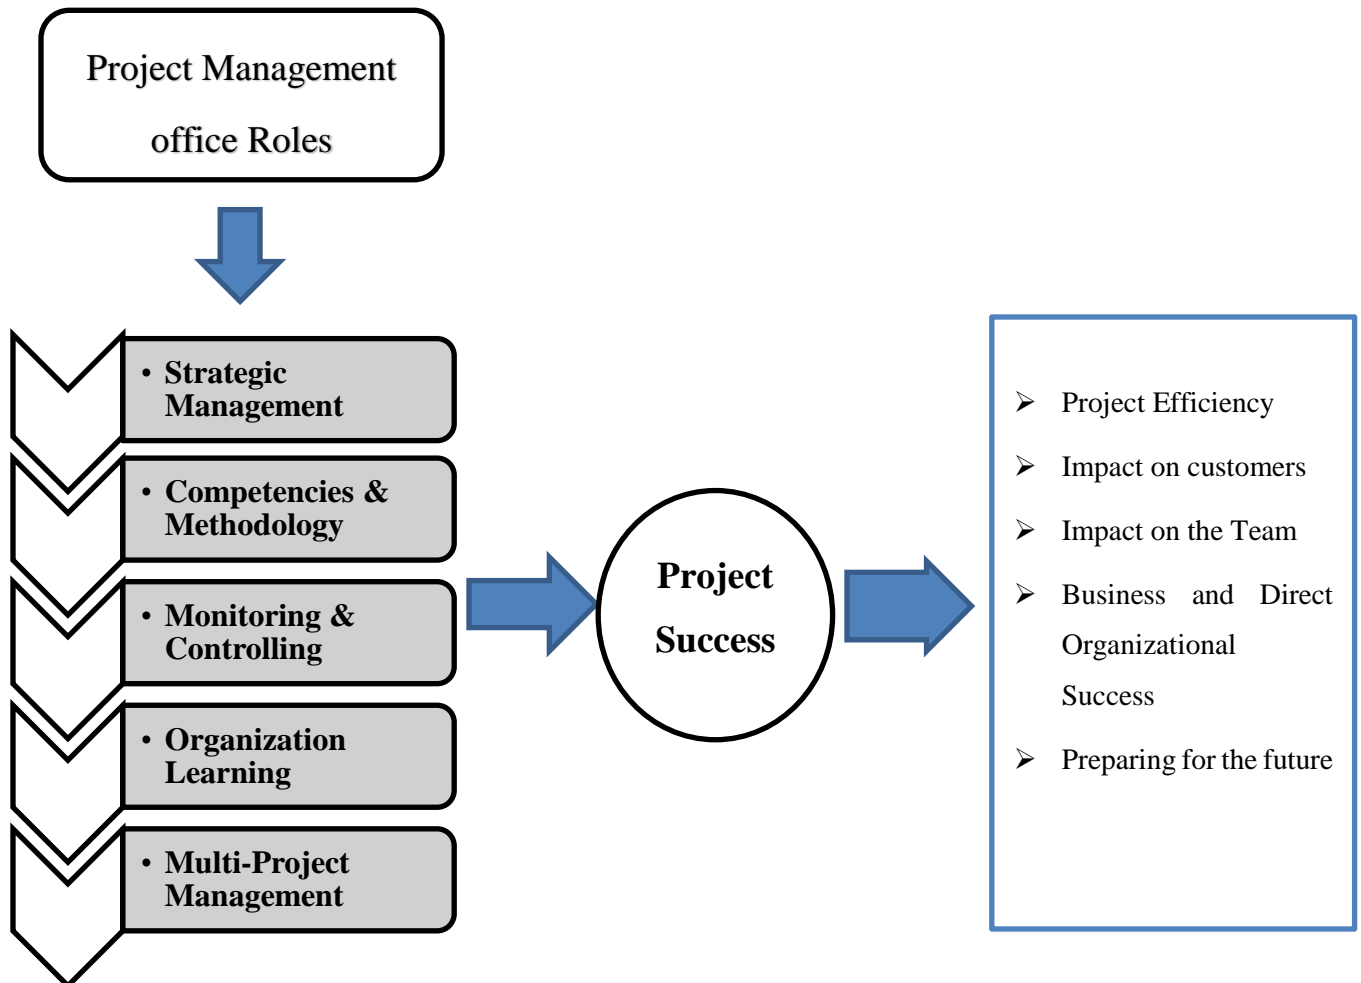 Project Management
office Roles
• Strategic
Management
• Competencies &
Methodology
• Monitoring &
Controlling
• Organization
Learning
• Multi-Project
Management
Project
Success
➢ Project Efficiency
➢ Impact on customers
➢ Impact on the Team
➢ Business and Direct
Organizational
Success
➢ Preparing for the future